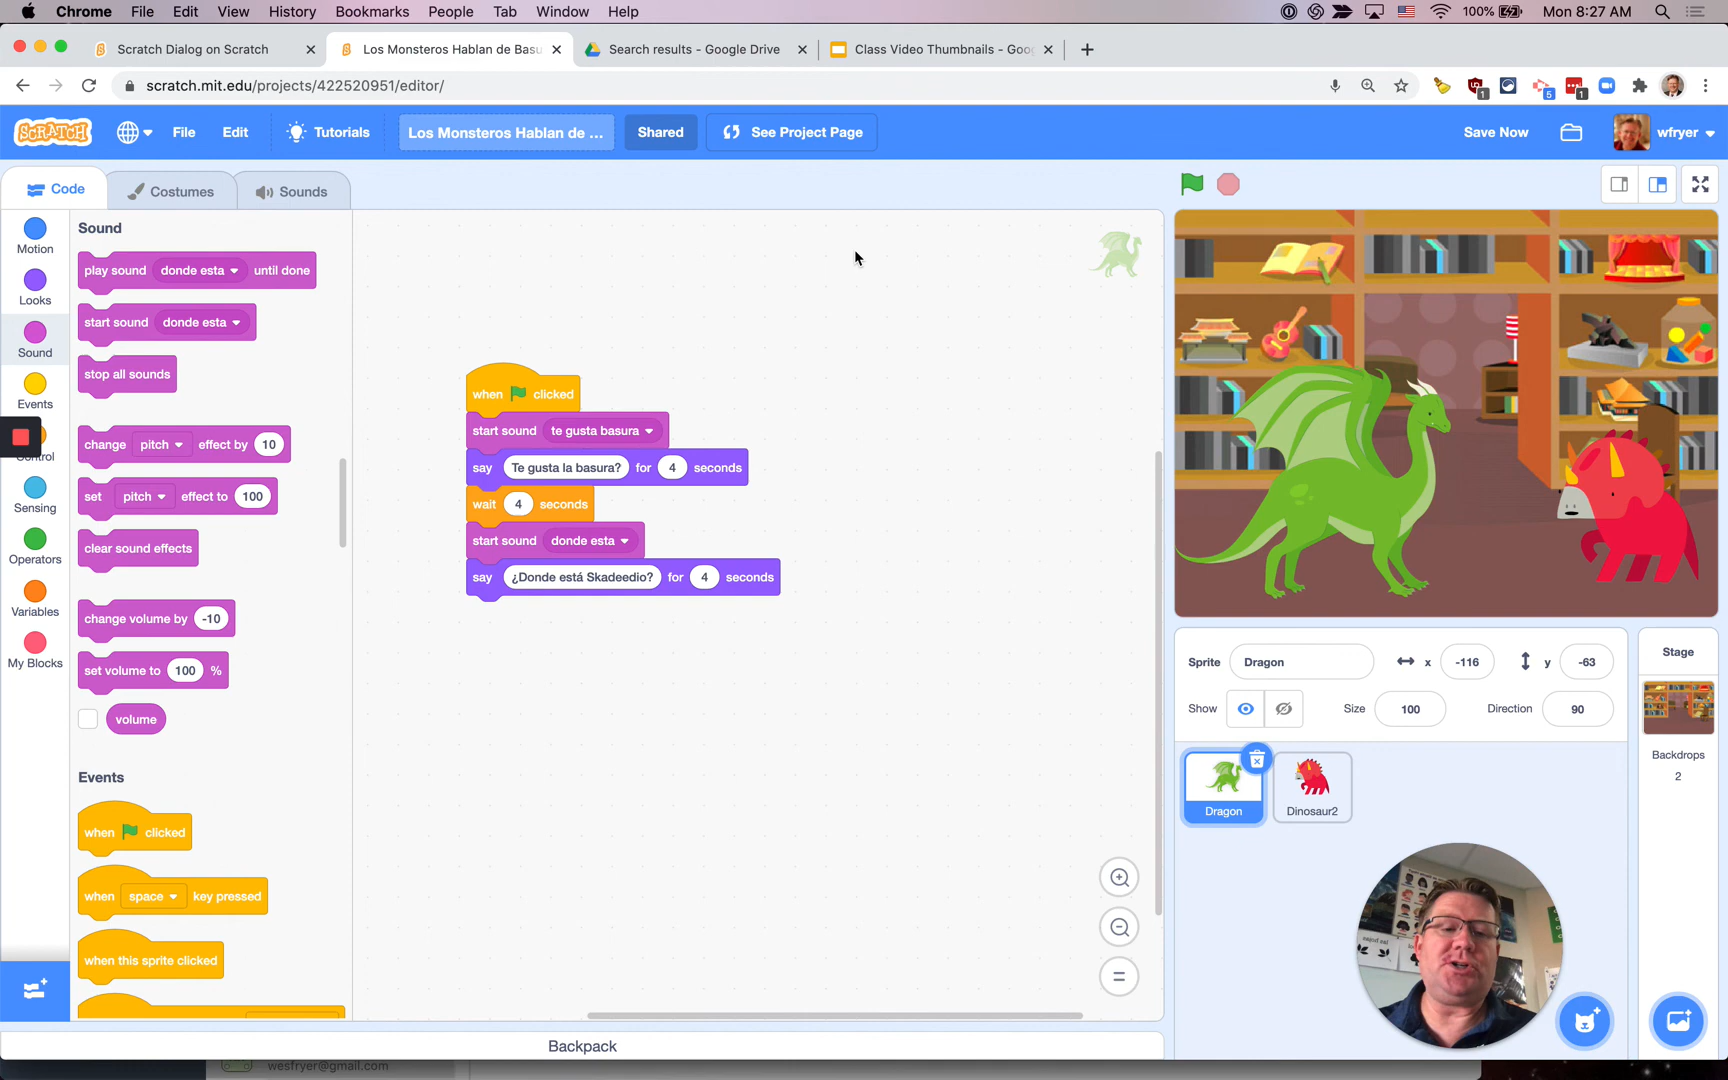 Chrome File Edit View History Bookmarks People Tab Window Help 100% Mon 8:27 AM
Scratch Dialog on Scratch Los Monsteros Hablan de Basu Search results - Google Drive Class Video Thumbnails - Goo
scratch.mit.edu/projects/422520951/editor/ 1 5 1
SCRATCH File Edit Tutorials Los Monsteros Hablan de ... Shared See Project Page Save Now wfryer
Code Costumes Sounds
Motion
Looks
Sound
Events
Control
Sensing
Operators
Variables
My Blocks
Sound
play sound donde esta until done
start sound donde esta
stop all sounds
change pitch effect by 10
set pitch effect to 100
clear sound effects
change volume by -10
set volume to 100 %
volume
Events
when clicked
when space key pressed
when this sprite clicked
when clicked
start sound te gusta basura
say Te gusta la basura? for 4 seconds
wait 4 seconds
start sound donde esta
say ¿Donde está Skadeedio? for 4 seconds
Sprite Dragon x -116 y -63
Show Size 100 Direction 90
Dragon Dinosaur2
Stage
Backdrops
2
Backpack
wesfryer@gmail.com